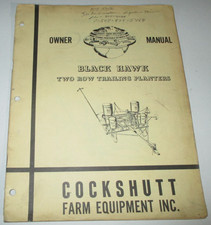 OWNER MANUAL
BLACK HAWK
TWO ROW TRAILING PLANTERS
COCKSHUTT
FARM EQUIPMENT INC.